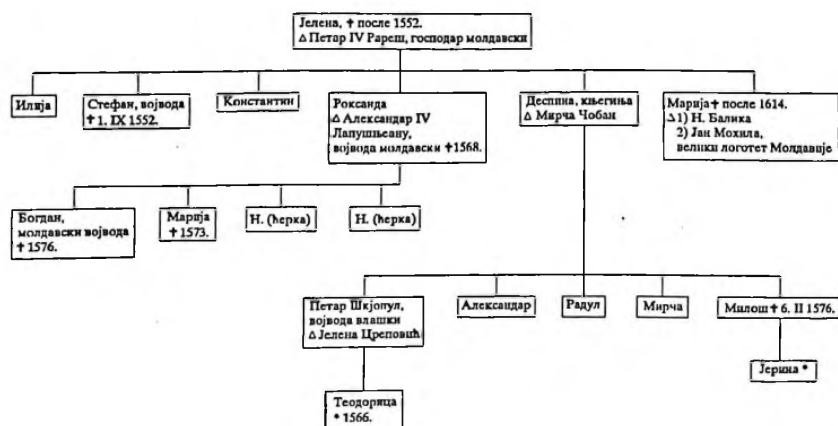 Јелена, † после 1552.
△ Петар IV Рареш, господар молдавски
Илија
Стефан, војвода
† 1. IX 1552.
Константин
Роксанда
△ Александар IV
Лапушњеану,
војвода молдавски †1568.
Деспина, књегиња
△ Мирча Чобан
Марија † после 1614.
△ 1) Н. Балика
2) Јан Мохила,
велики логотет Молдавије
Богдан,
молдавски војвода
† 1576.
Марија
† 1573.
Н. (ћерка)
Н. (ћерка)
Петар Шкјопул,
војвода влашки
△ Јелена Цреповић
Александар
Радул
Мирча
Милош † 6. II 1576.
Јерина *
Теодорица
* 1566.